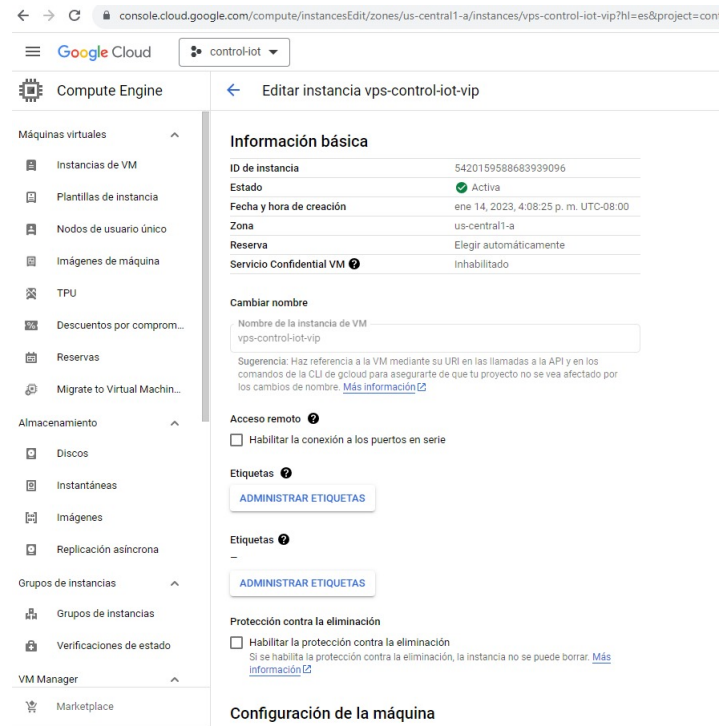 console.cloud.google.com/compute/instancesEdit/zones/us-central1-a/instances/vps-control-iot-vip?hl=es&project=con
Google Cloud
control-iot
Compute Engine
Editar instancia vps-control-iot-vip
Máquinas virtuales
Instancias de VM
Plantillas de instancia
Nodos de usuario único
Imágenes de máquina
TPU
Descuentos por comprom...
Reservas
Migrate to Virtual Machin...
Almacenamiento
Discos
Instantáneas
Imágenes
Replicación asíncrona
Grupos de instancias
Grupos de instancias
Verificaciones de estado
VM Manager
Marketplace
Información básica
ID de instancia 5420159588683939096
Estado Activa
Fecha y hora de creación ene 14, 2023, 4:08:25 p. m. UTC-08:00
Zona us-central1-a
Reserva Elegir automáticamente
Servicio Confidential VM Inhabilitado
Cambiar nombre
Nombre de la instancia de VM
vps-control-iot-vip
Sugerencia: Haz referencia a la VM mediante su URI en las llamadas a la API y en los
comandos de la CLI de gcloud para asegurarte de que tu proyecto no se vea afectado por
los cambios de nombre. Más información
Acceso remoto
Habilitar la conexión a los puertos en serie
Etiquetas
ADMINISTRAR ETIQUETAS
Etiquetas
–
ADMINISTRAR ETIQUETAS
Protección contra la eliminación
Habilitar la protección contra la eliminación
Si se habilita la protección contra la eliminación, la instancia no se puede borrar. Más
información
Configuración de la máquina